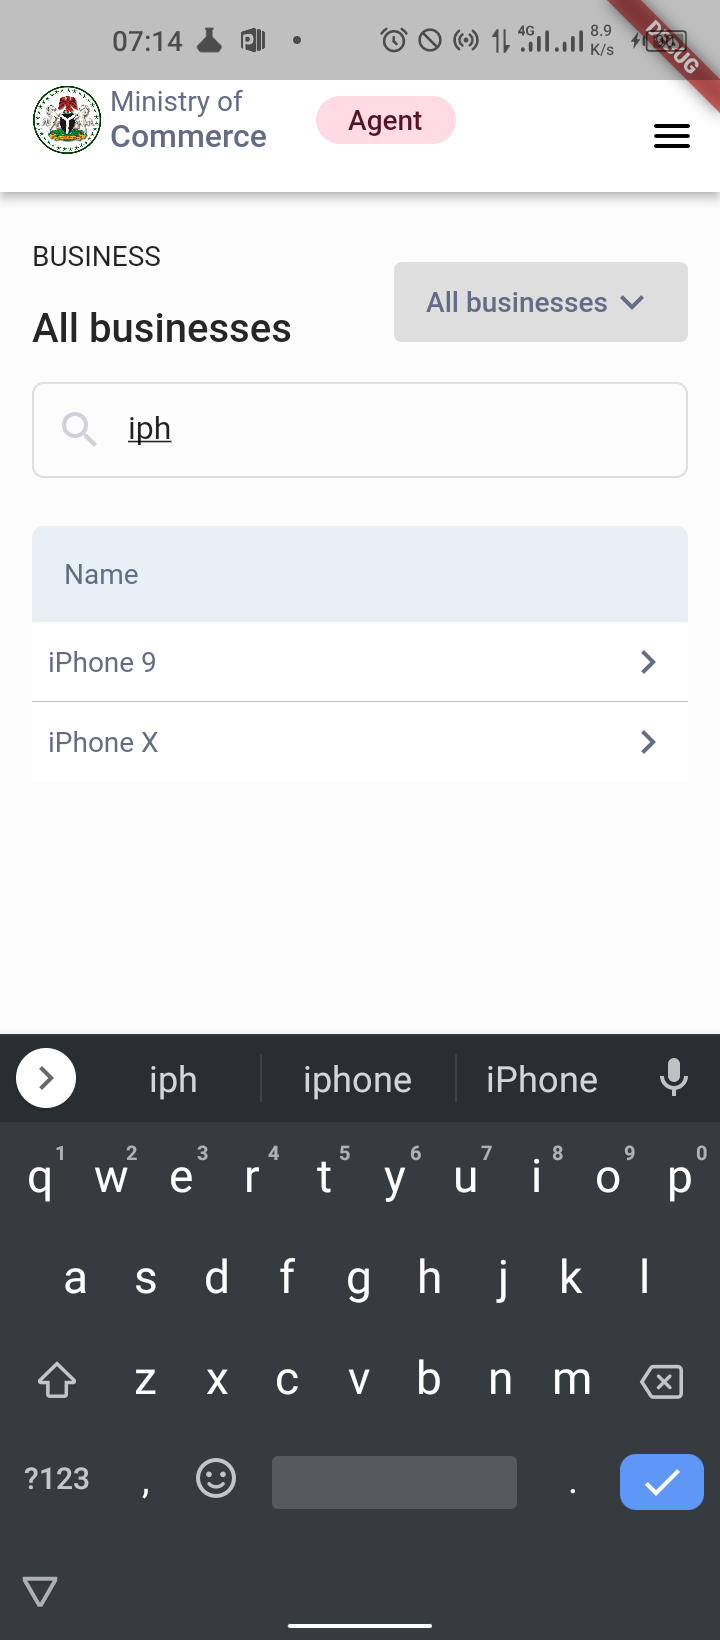 07:14
4G
8.9
K/s
DEBUG
Ministry of
Commerce
Agent
BUSINESS
All businesses
All businesses
iph
Name
iPhone 9
iPhone X
iph iphone iPhone
1 2 3 4 5 6 7 8 9 0
q w e r t y u i o p
a s d f g h j k l
z x c v b n m
?123 , .